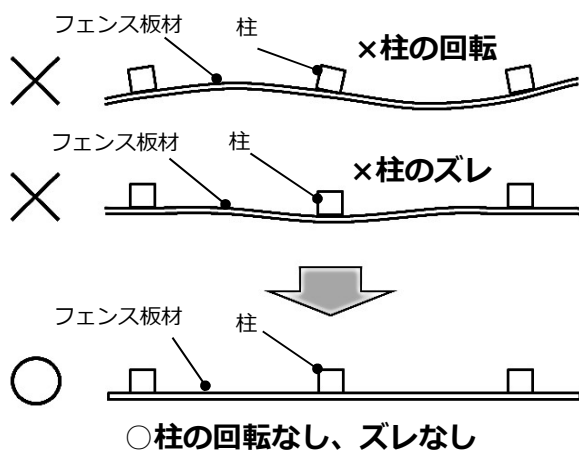 フェンス板材
柱
×柱の回転
フェンス板材
柱
×柱のズレ
フェンス板材
柱
○柱の回転なし、ズレなし